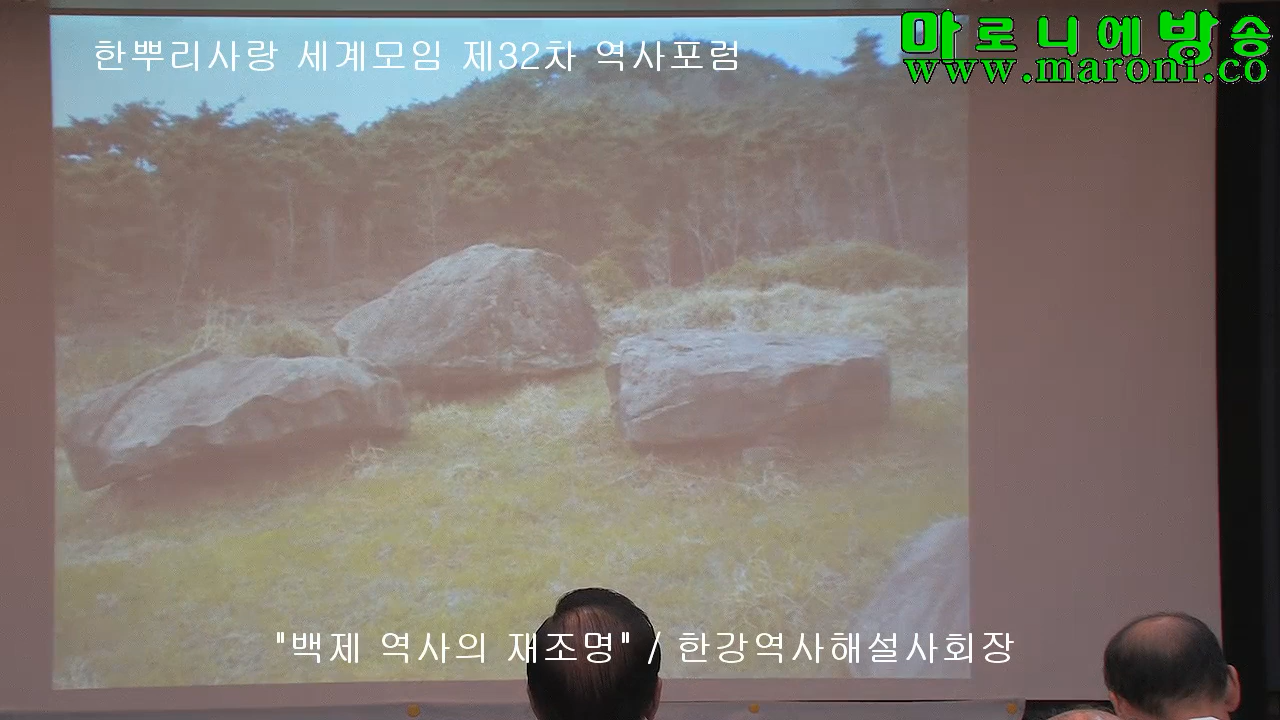 한뿌리사랑 세계모임 제32차 역사포럼
마로니에방송
www.maroni.co
"백제 역사의 재조명" / 한강역사해설사회장